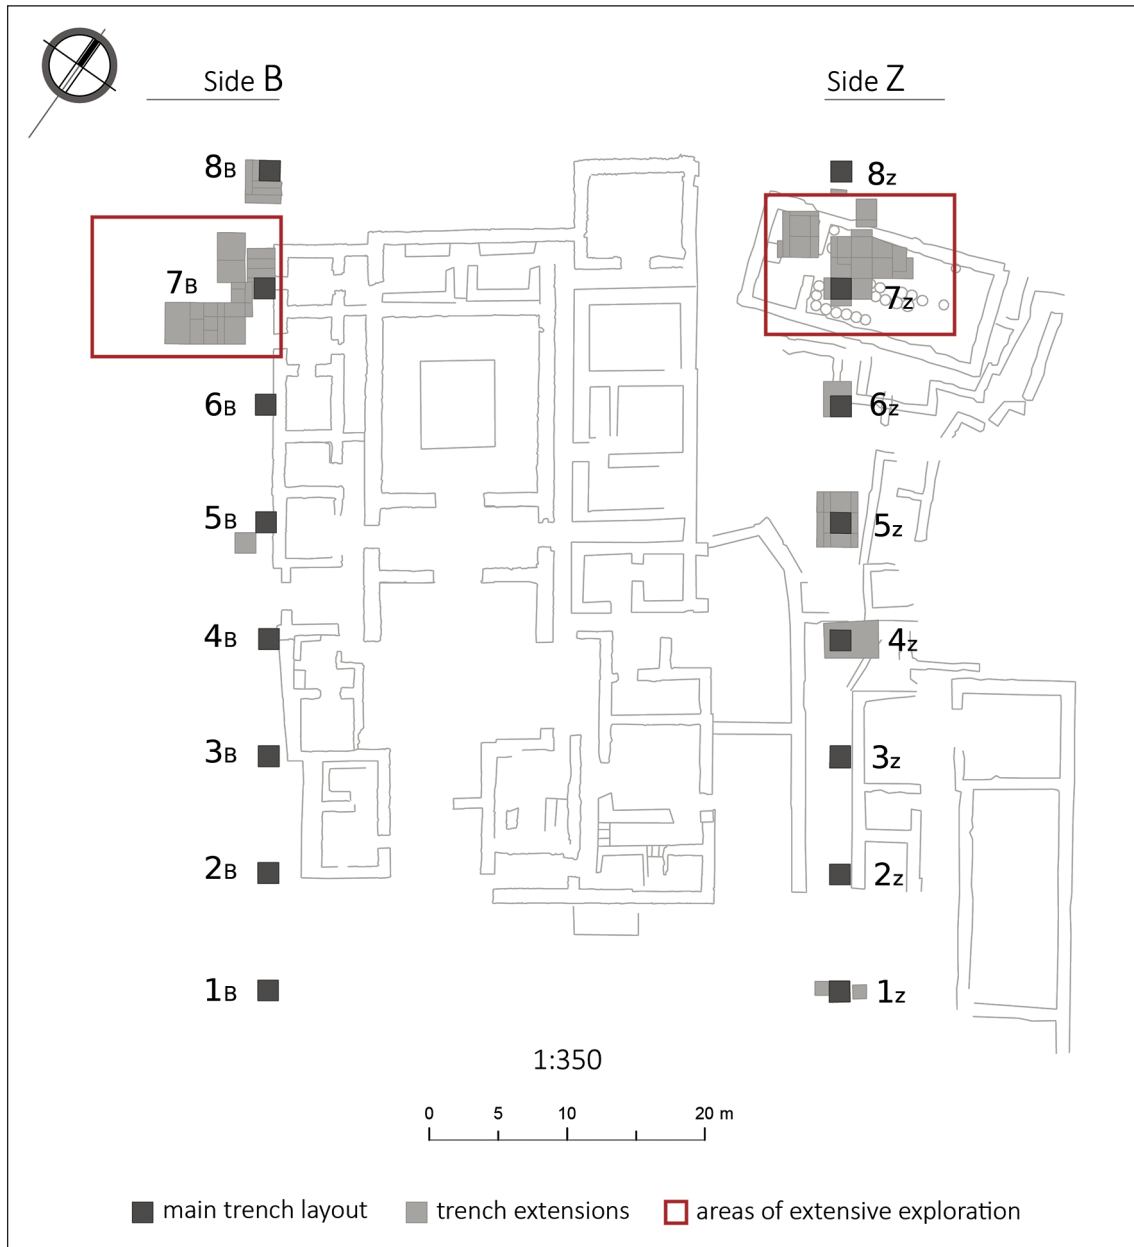 Side B
Side Z
8B
8z
7B
7z
6B
6z
5B
5z
4B
4z
3B
3z
2B
2z
1B
1z
1:350
0 5 10 20 m
main trench layout trench extensions areas of extensive exploration